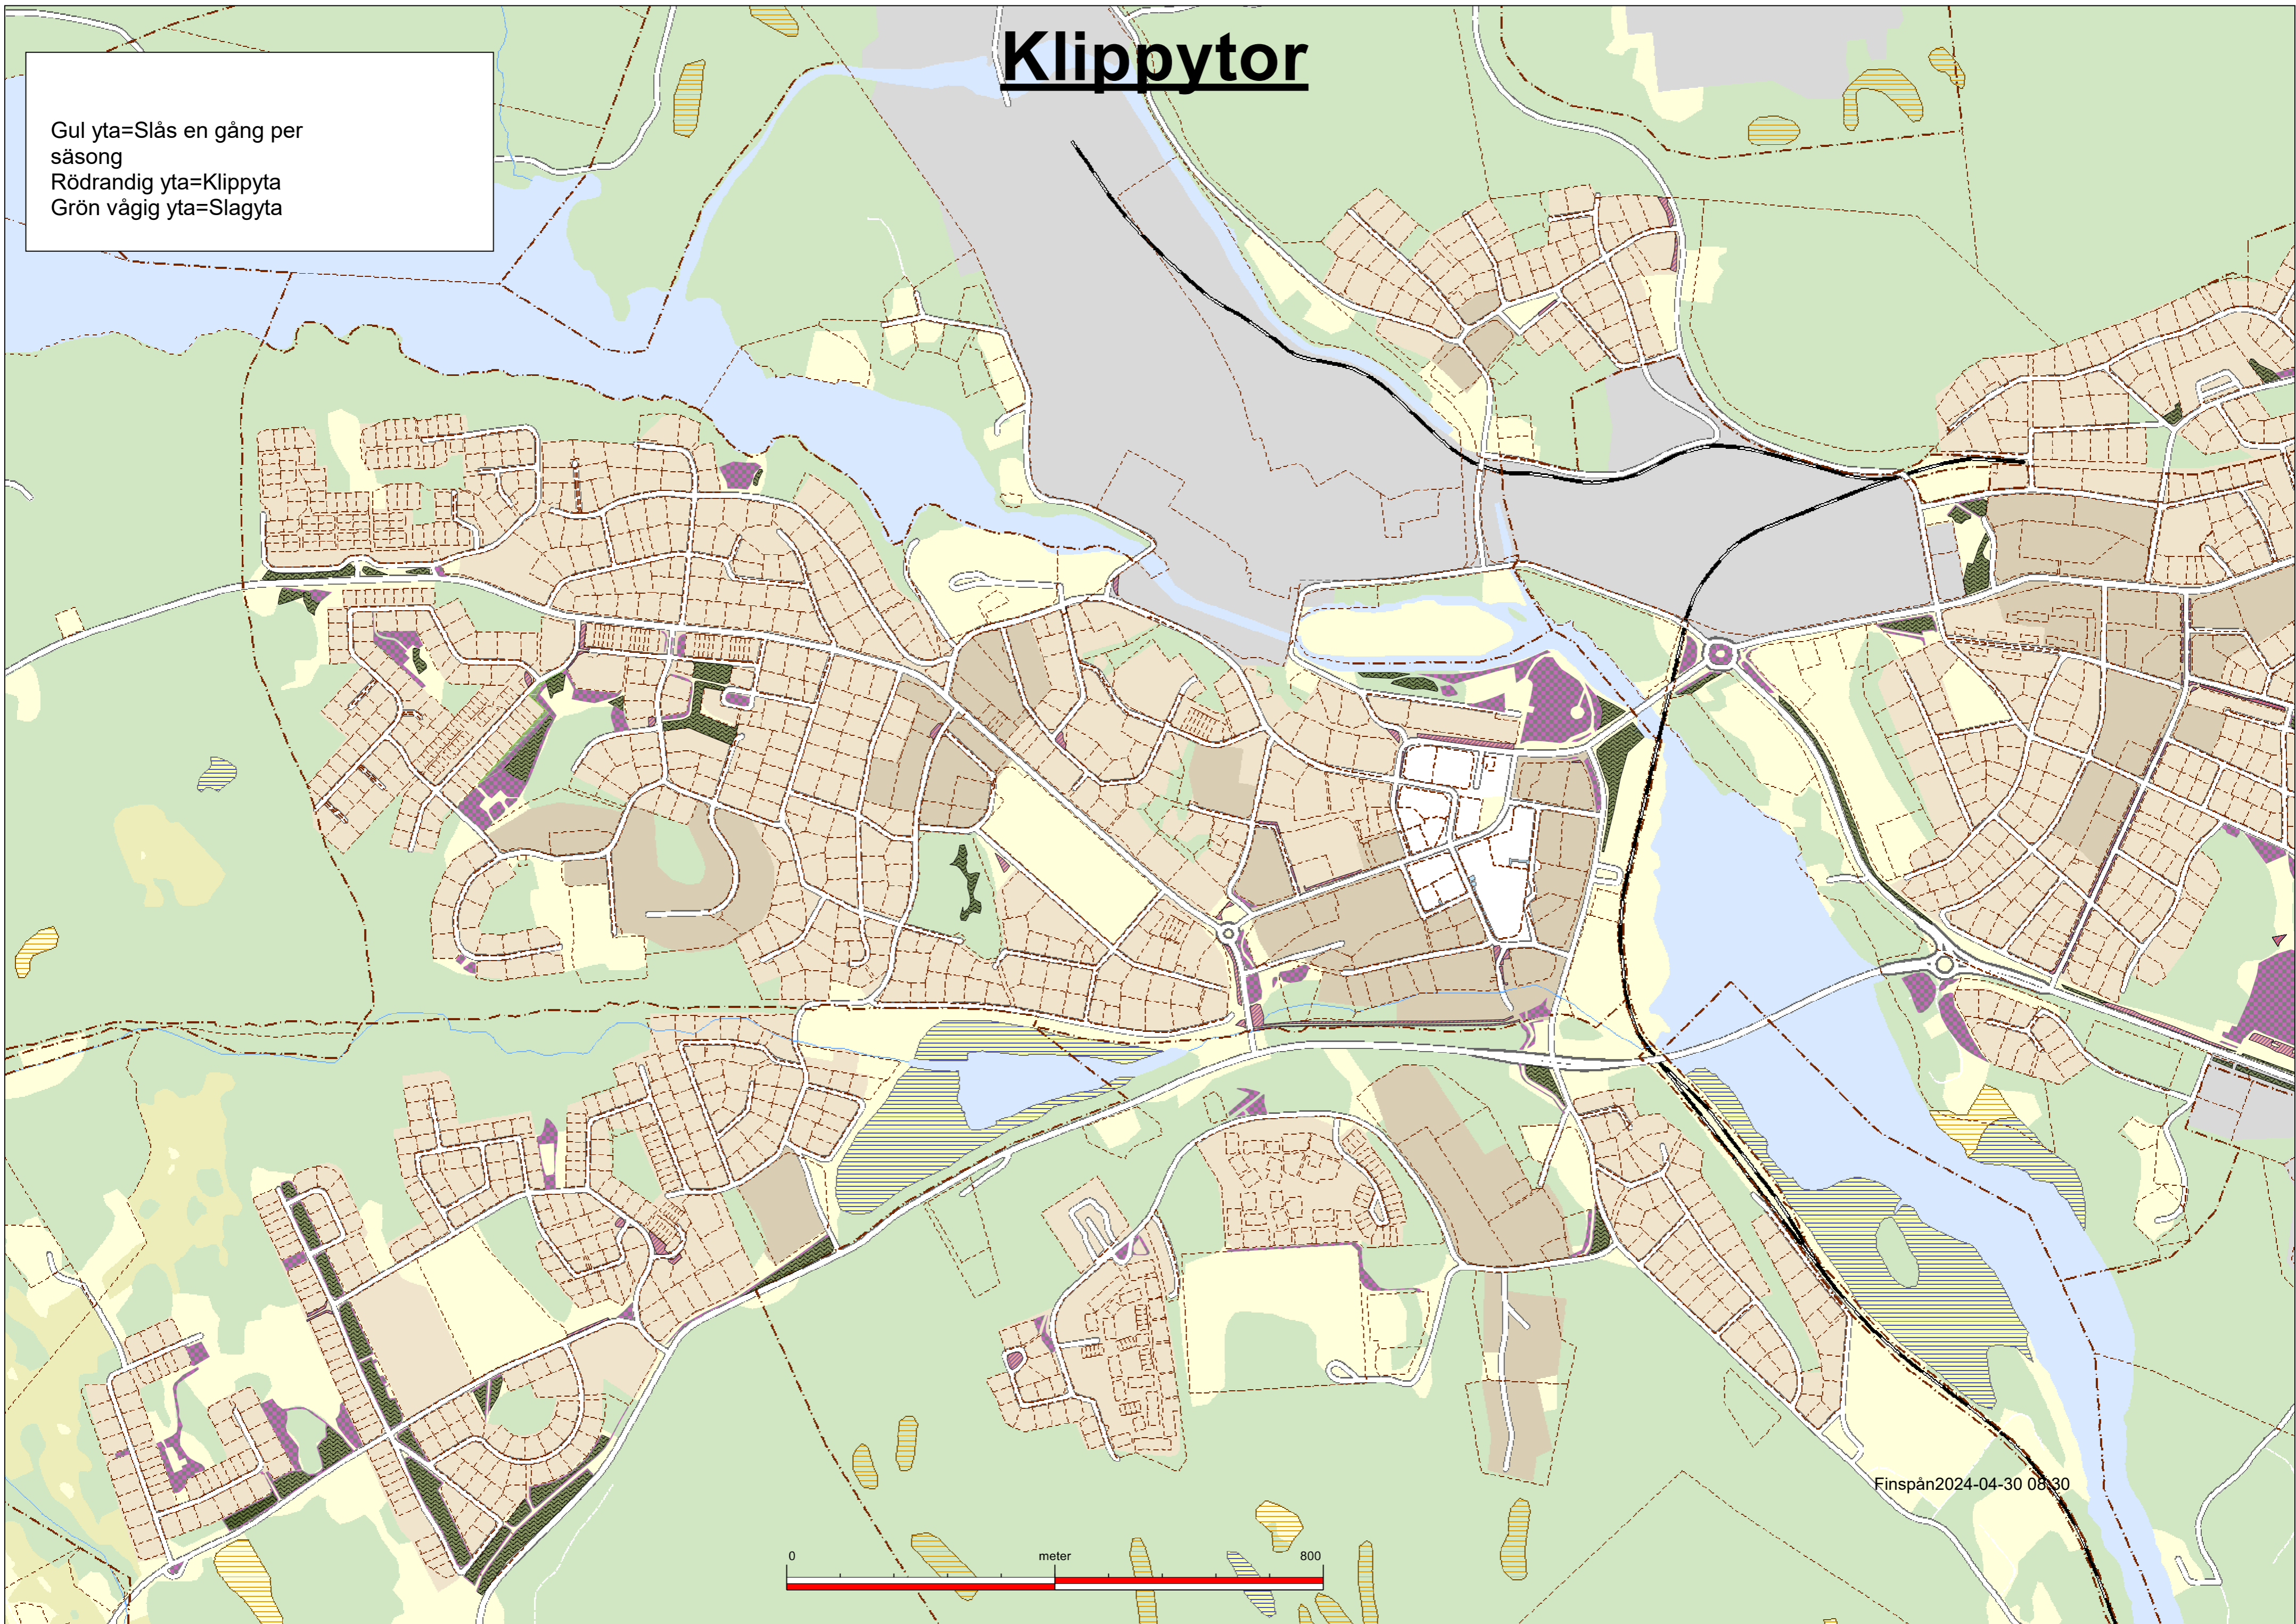 Klippytor
Gul yta=Slås en gång per
säsong
Rödrandig yta=Klippyta
Grön vågig yta=Slagyta
Finspån2024-04-30 08:30
0 meter 800